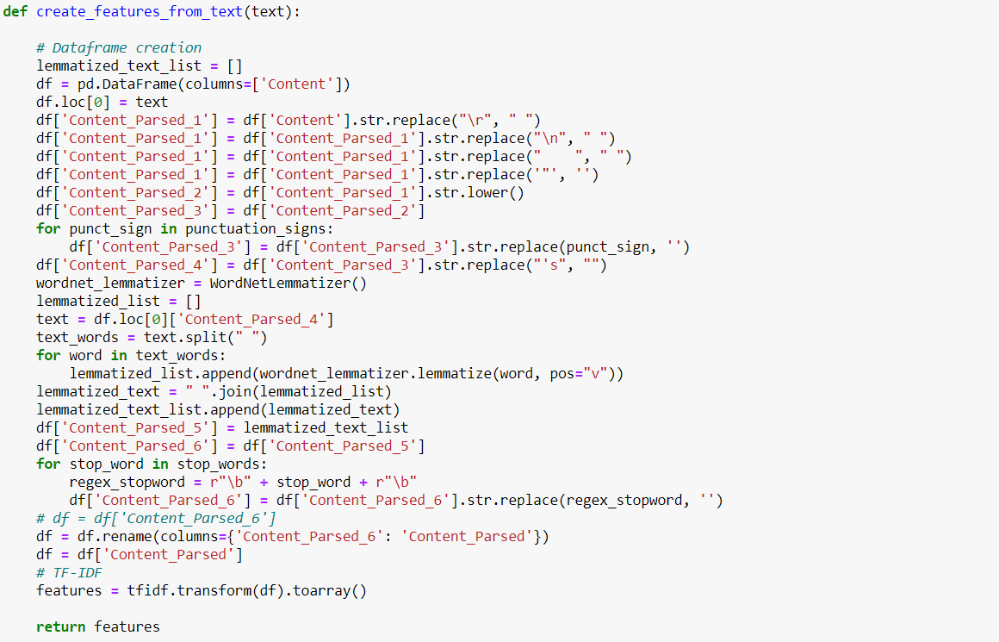 def create_features_from_text(text):

    # Dataframe creation
    lemmatized_text_list = []
    df = pd.DataFrame(columns=['Content'])
    df.loc[0] = text
    df['Content_Parsed_1'] = df['Content'].str.replace("\r", " ")
    df['Content_Parsed_1'] = df['Content_Parsed_1'].str.replace("\n", " ")
    df['Content_Parsed_1'] = df['Content_Parsed_1'].str.replace("    ", " ")
    df['Content_Parsed_1'] = df['Content_Parsed_1'].str.replace('"', '')
    df['Content_Parsed_2'] = df['Content_Parsed_1'].str.lower()
    df['Content_Parsed_3'] = df['Content_Parsed_2']
    for punct_sign in punctuation_signs:
        df['Content_Parsed_3'] = df['Content_Parsed_3'].str.replace(punct_sign, '')
    df['Content_Parsed_4'] = df['Content_Parsed_3'].str.replace("'s", "")
    wordnet_lemmatizer = WordNetLemmatizer()
    lemmatized_list = []
    text = df.loc[0]['Content_Parsed_4']
    text_words = text.split(" ")
    for word in text_words:
        lemmatized_list.append(wordnet_lemmatizer.lemmatize(word, pos="v"))
    lemmatized_text = " ".join(lemmatized_list)
    lemmatized_text_list.append(lemmatized_text)
    df['Content_Parsed_5'] = lemmatized_text_list
    df['Content_Parsed_6'] = df['Content_Parsed_5']
    for stop_word in stop_words:
        regex_stopword = r"\b" + stop_word + r"\b"
        df['Content_Parsed_6'] = df['Content_Parsed_6'].str.replace(regex_stopword, '')
    # df = df['Content_Parsed_6']
    df = df.rename(columns={'Content_Parsed_6': 'Content_Parsed'})
    df = df['Content_Parsed']
    # TF-IDF
    features = tfidf.transform(df).toarray()

    return features